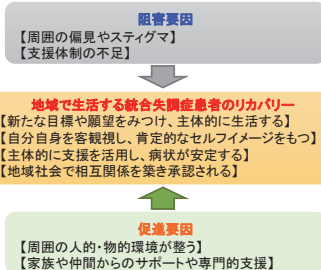 阻害要因
【周囲の偏見やスティグマ】
【支援体制の不足】
地域で生活する統合失調症患者のリカバリー
【新たな目標や願望をみつけ、主体的に生活する】
【自分自身を客観視し、肯定的なセルフイメージをもつ】
【主体的に支援を活用し、病状が安定する】
【地域社会で相互関係を築き承認される】
促進要因
【周囲の人的・物的環境が整う】
【家族や仲間からのサポートや専門的支援】